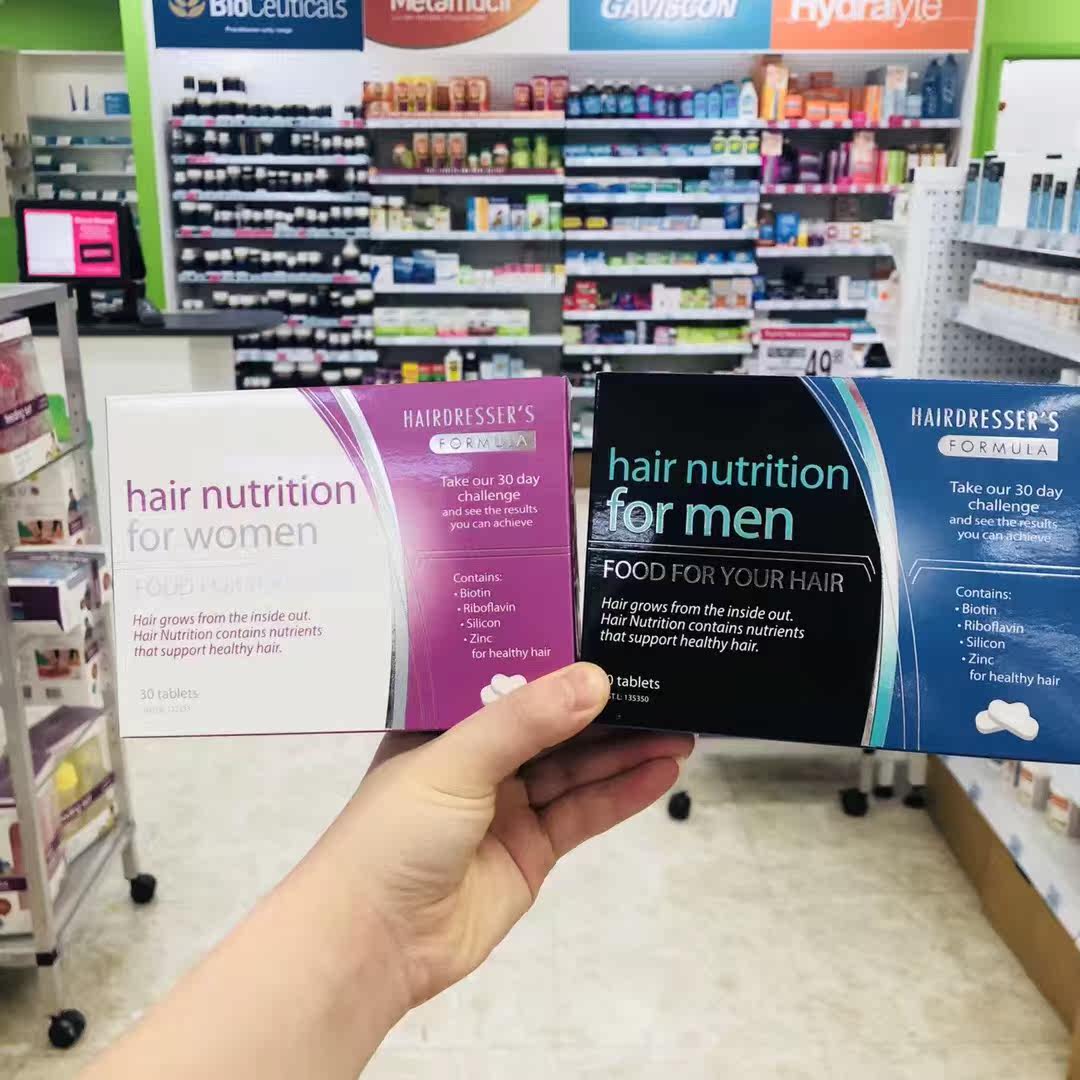 BIOCEUTICALS
Metamucil
GAVISCON
Hydralyte
hair nutrition
for women
Hair grows from the inside out.
Hair Nutrition contains nutrients
that support healthy hair.
30 tablets
HAIRDRESSER'S
FORMULA
Take our 30 day
challenge
and see the results
you can achieve
Contains:
• Biotin
• Riboflavin
• Silicon
• Zinc
for healthy hair
hair nutrition
for men
FOOD FOR YOUR HAIR
Hair grows from the inside out.
Hair Nutrition contains nutrients
that support healthy hair.
0 tablets
ST L: 135350
HAIRDRESSER'S
FORMULA
Take our 30 day
challenge
and see the results
you can achieve
Contains:
• Biotin
• Riboflavin
• Silicon
• Zinc
for healthy hair
49